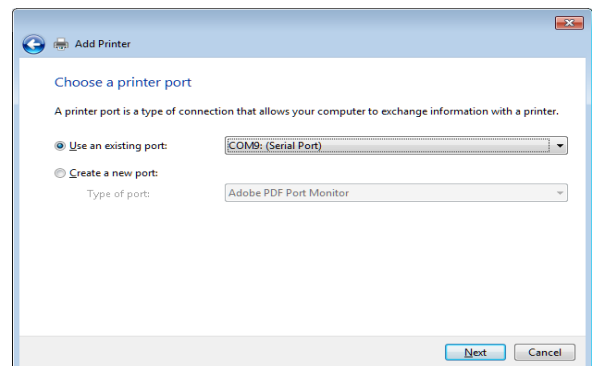 Add Printer
Choose a printer port
A printer port is a type of connection that allows your computer to exchange information with a printer.
Use an existing port: COM9: (Serial Port)
Create a new port:
Type of port: Adobe PDF Port Monitor
Next Cancel